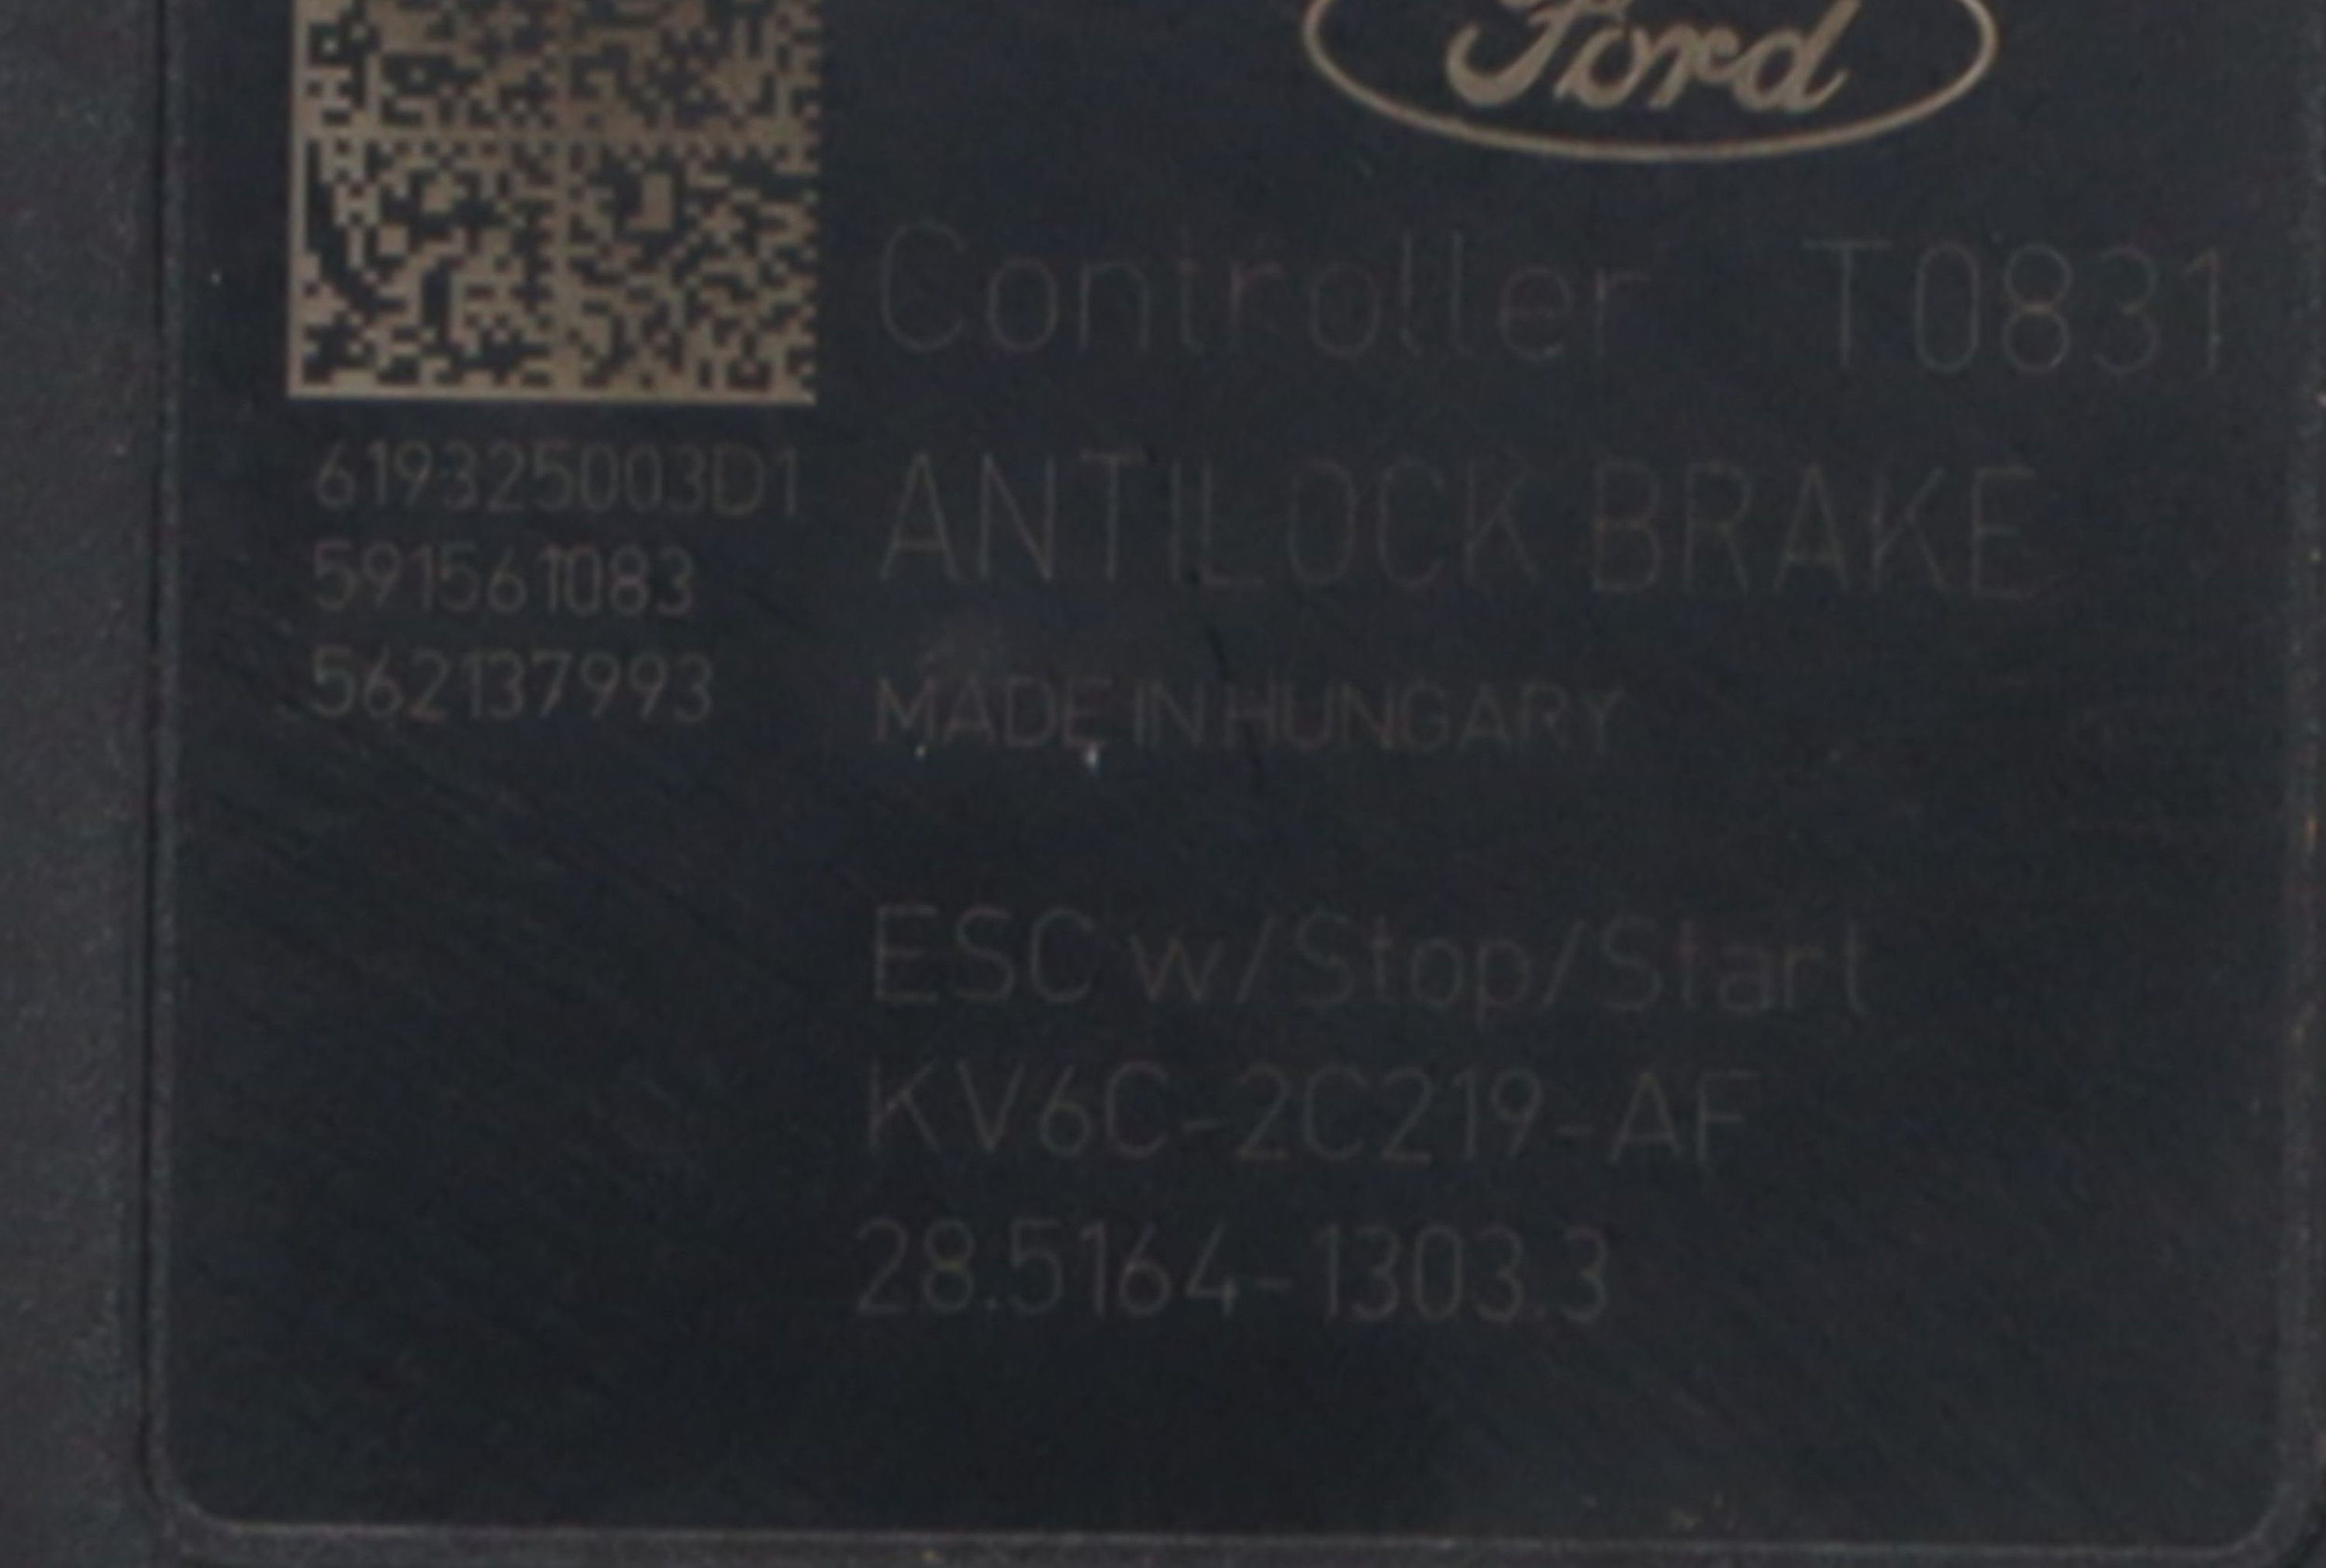 Ford
Controller T0831
619325003D1
591561083
562137993
ANTILOCK BRAKE
MADE IN HUNGARY
ESC w/Stop/Start
KV6C-2C219-AF
28.5164-1303.3